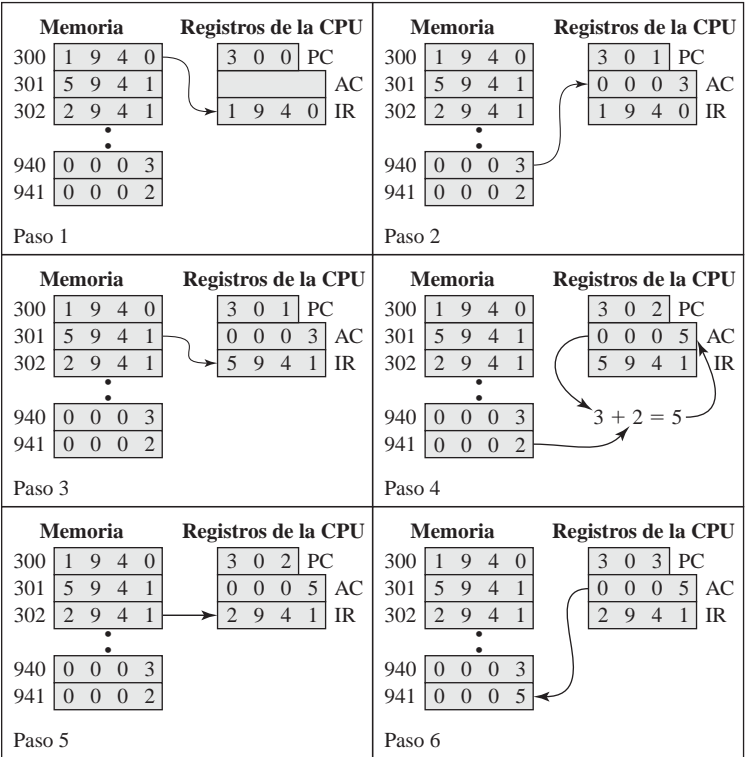 Memoria Registros de la CPU
300 1 9 4 0 3 0 0 PC
301 5 9 4 1 AC
302 2 9 4 1 1 9 4 0 IR
940 0 0 0 3
941 0 0 0 2
Paso 1
Memoria Registros de la CPU
300 1 9 4 0 3 0 1 PC
301 5 9 4 1 0 0 0 3 AC
302 2 9 4 1 1 9 4 0 IR
940 0 0 0 3
941 0 0 0 2
Paso 2
Memoria Registros de la CPU
300 1 9 4 0 3 0 1 PC
301 5 9 4 1 0 0 0 3 AC
302 2 9 4 1 5 9 4 1 IR
940 0 0 0 3
941 0 0 0 2
Paso 3
Memoria Registros de la CPU
300 1 9 4 0 3 0 2 PC
301 5 9 4 1 0 0 0 5 AC
302 2 9 4 1 5 9 4 1 IR
940 0 0 0 3 3 + 2 = 5
941 0 0 0 2
Paso 4
Memoria Registros de la CPU
300 1 9 4 0 3 0 2 PC
301 5 9 4 1 0 0 0 5 AC
302 2 9 4 1 2 9 4 1 IR
940 0 0 0 3
941 0 0 0 2
Paso 5
Memoria Registros de la CPU
300 1 9 4 0 3 0 3 PC
301 5 9 4 1 0 0 0 5 AC
302 2 9 4 1 2 9 4 1 IR
940 0 0 0 3
941 0 0 0 5
Paso 6